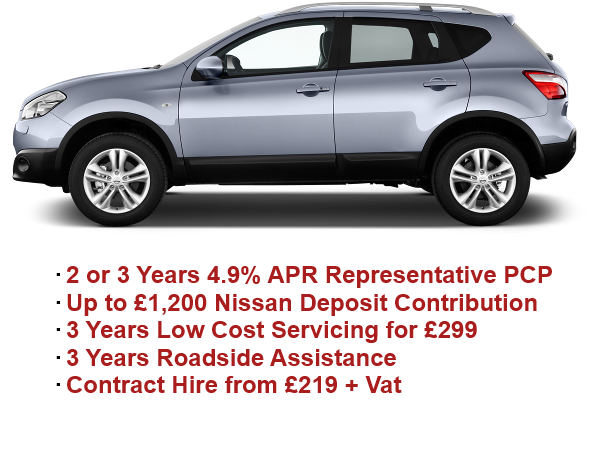 · 2 or 3 Years 4.9% APR Representative PCP
· Up to £1,200 Nissan Deposit Contribution
· 3 Years Low Cost Servicing for £299
· 3 Years Roadside Assistance
· Contract Hire from £219 + Vat